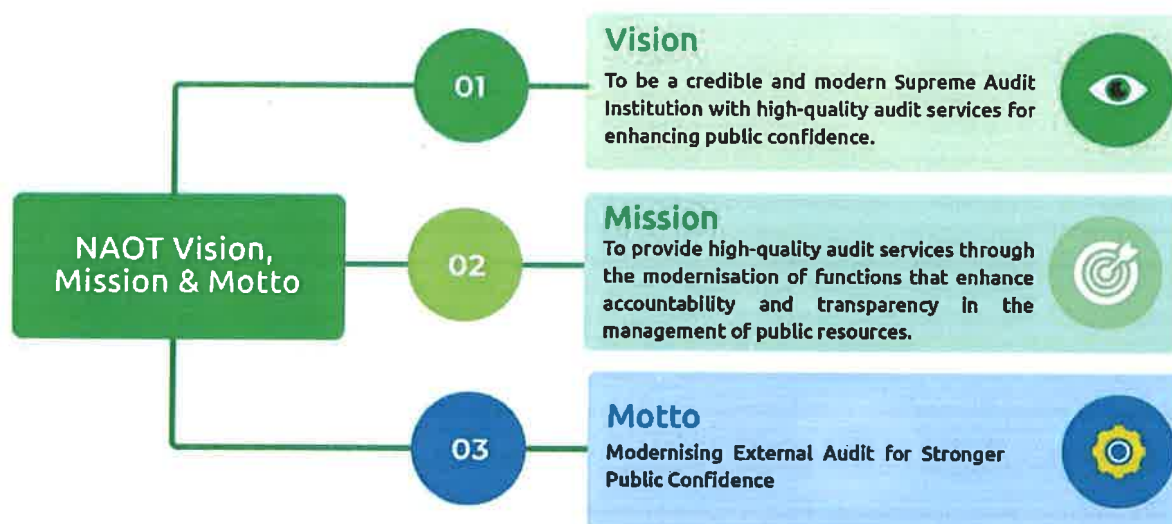 NAOT Vision,
Mission & Motto
01
Vision
To be a credible and modern Supreme Audit
Institution with high-quality audit services for
enhancing public confidence.
02
Mission
To provide high-quality audit services through
the modernisation of functions that enhance
accountability and transparency in the
management of public resources.
03
Motto
Modernising External Audit for Stronger
Public Confidence